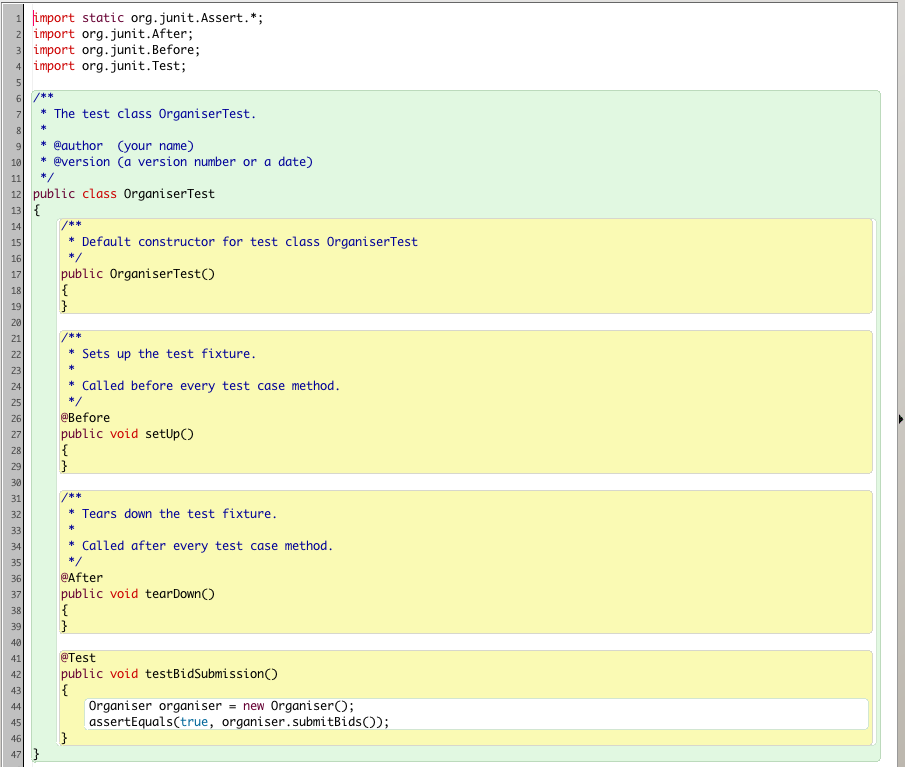 1 import static org.junit.Assert.*;
2 import org.junit.After;
3 import org.junit.Before;
4 import org.junit.Test;
5
6 /**
7  * The test class OrganiserTest.
8  *
9  * @author  (your name)
10  * @version (a version number or a date)
11  */
12 public class OrganiserTest
13 {
14     /**
15      * Default constructor for test class OrganiserTest
16      */
17     public OrganiserTest()
18     {
19     }
20
21     /**
22      * Sets up the test fixture.
23      *
24      * Called before every test case method.
25      */
26     @Before
27     public void setUp()
28     {
29     }
30
31     /**
32      * Tears down the test fixture.
33      *
34      * Called after every test case method.
35      */
36     @After
37     public void tearDown()
38     {
39     }
40
41     @Test
42     public void testBidSubmission()
43     {
44         Organiser organiser = new Organiser();
45         assertEquals(true, organiser.submitBids());
46     }
47 }